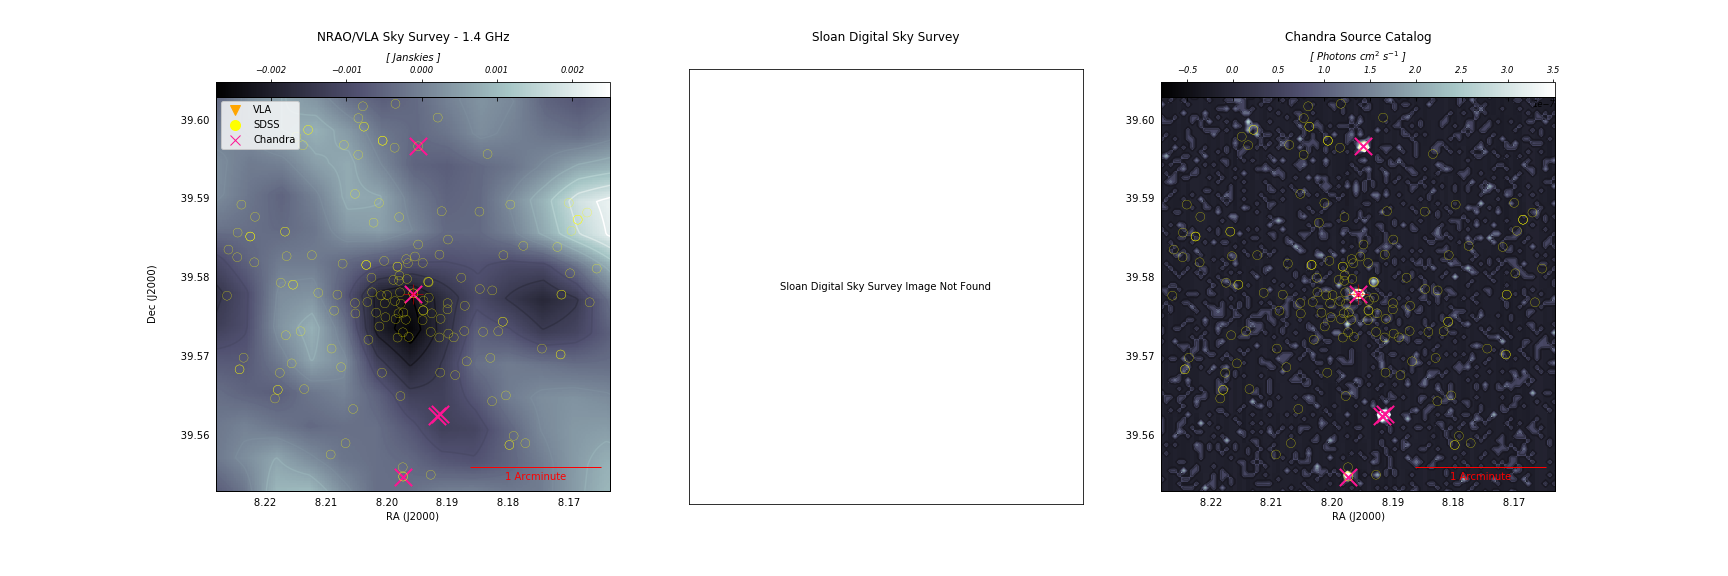 NRAO/VLA Sky Survey - 1.4 GHz
[ Janskies ]
−0.002 −0.001 0.000 0.001 0.002
VLA
SDSS
Chandra
39.60
39.59
39.58
39.57
39.56
Dec (J2000)
1 Arcminute
8.22 8.21 8.20 8.19 8.18 8.17
RA (J2000)
Sloan Digital Sky Survey
Sloan Digital Sky Survey Image Not Found
Chandra Source Catalog
[ Photons cm² s⁻¹ ]
−0.5 0.0 0.5 1.0 1.5 2.0 2.5 3.0 3.5
39.60
39.59
39.58
39.57
39.56
1 Arcminute
8.22 8.21 8.20 8.19 8.18 8.17
RA (J2000)